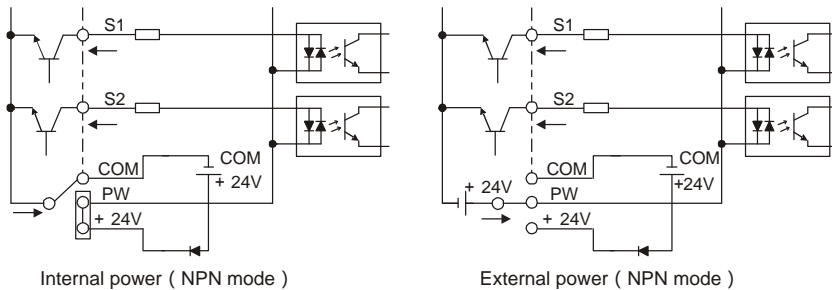 S1
S2
COM
COM
+ 24V
PW
+ 24V
Internal power ( NPN mode )
S1
S2
COM
COM
+24V
+ 24V
PW
+ 24V
External power ( NPN mode )